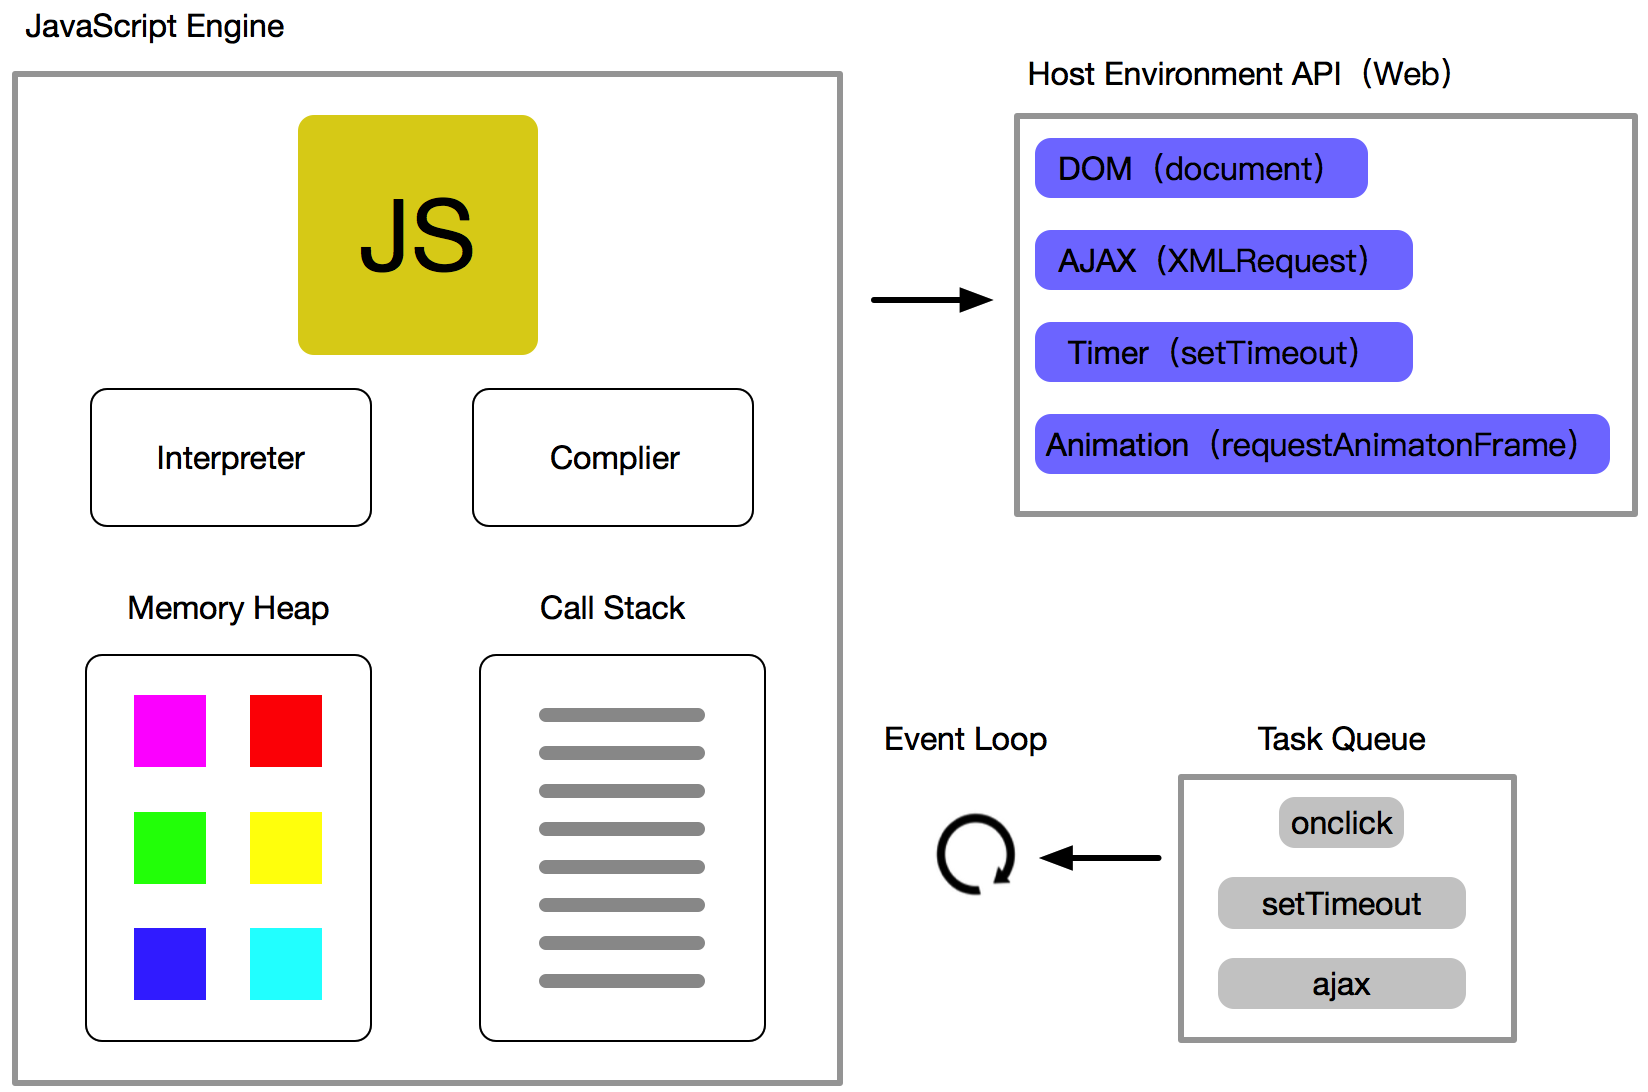 JavaScript Engine
JS
Interpreter
Complier
Memory Heap
Call Stack
Host Environment API（Web）
DOM（document）
AJAX（XMLRequest）
Timer（setTimeout）
Animation（requestAnimatonFrame）
Event Loop
Task Queue
onclick
setTimeout
ajax